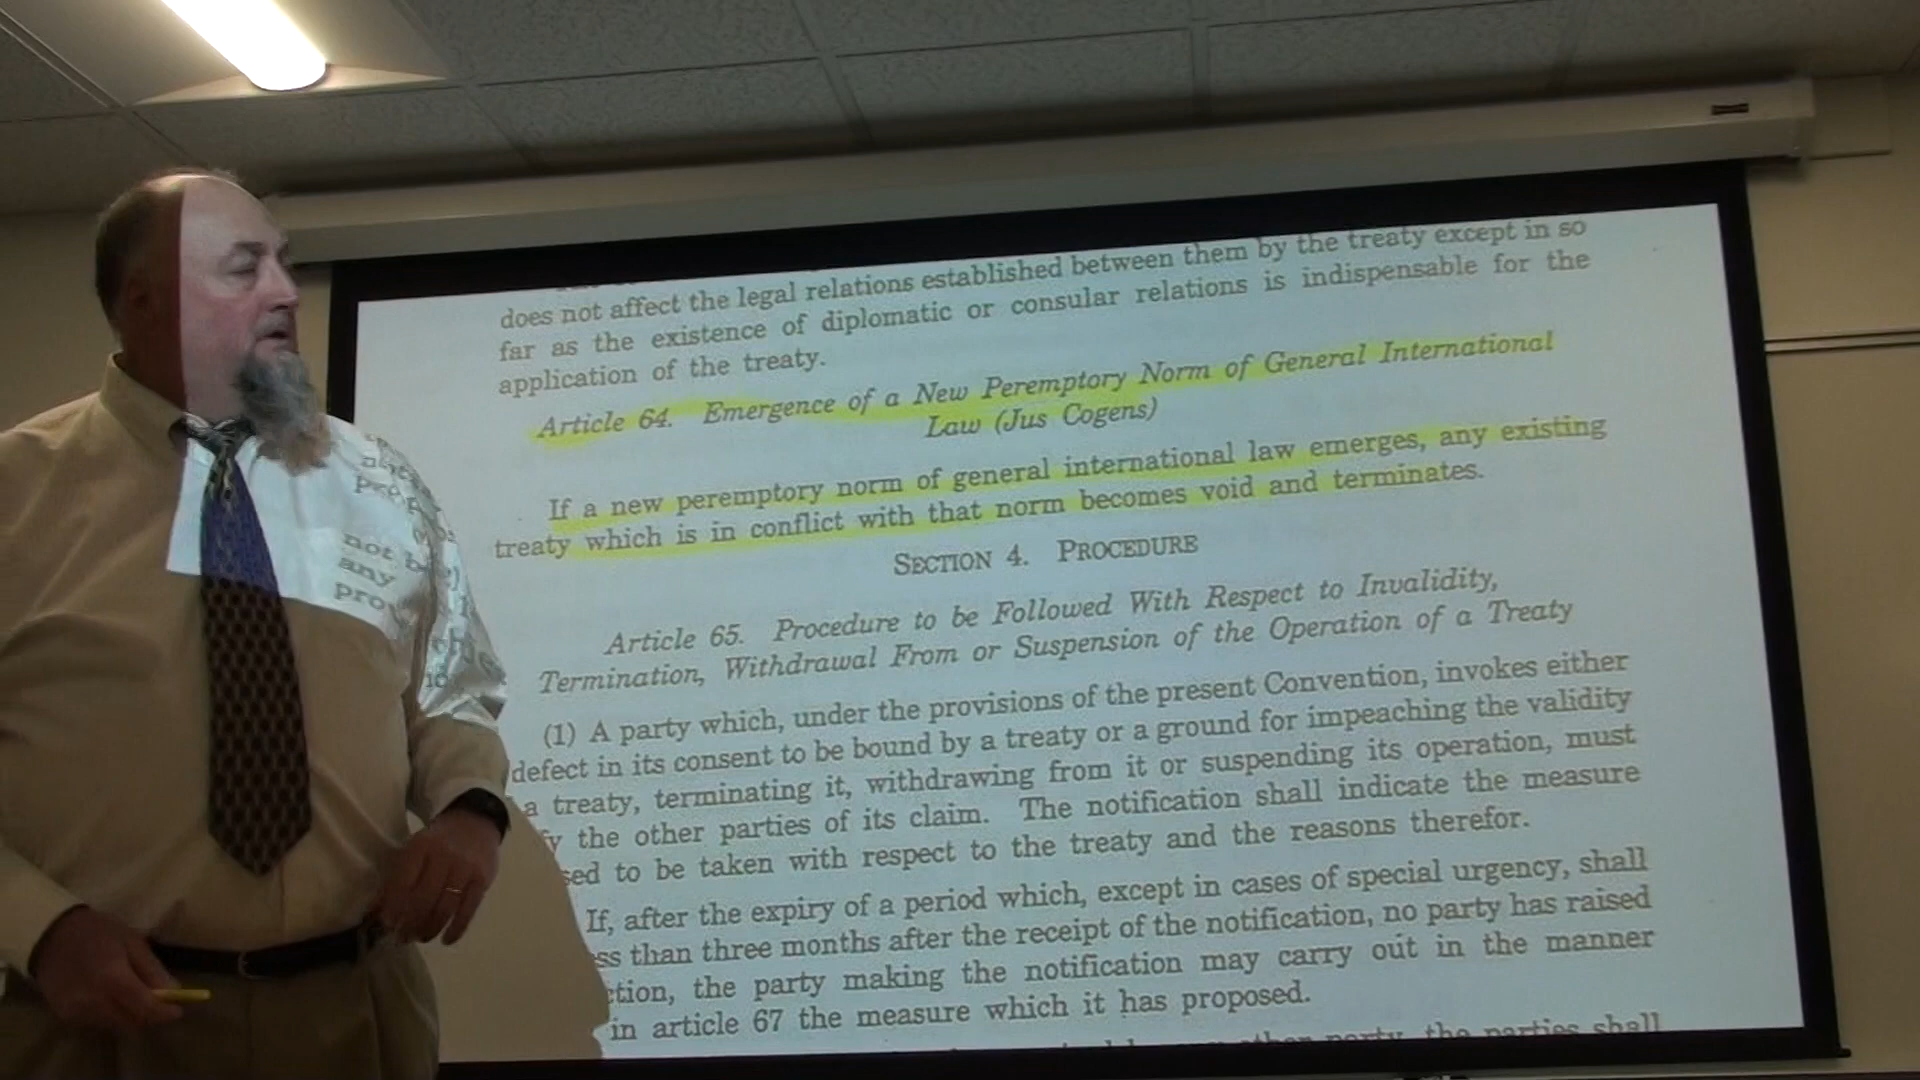 does not affect the legal relations established between them by the treaty except in so
far as the existence of diplomatic or consular relations is indispensable for the
application of the treaty.
Article 64. Emergence of a New Peremptory Norm of General International
Law (Jus Cogens)
If a new peremptory norm of general international law emerges, any existing
treaty which is in conflict with that norm becomes void and terminates.
SECTION 4. PROCEDURE
Article 65. Procedure to be Followed With Respect to Invalidity,
Termination, Withdrawal From or Suspension of the Operation of a Treaty
(1) A party which, under the provisions of the present Convention, invokes either
defect in its consent to be bound by a treaty or a ground for impeaching the validity
a treaty, terminating it, withdrawing from it or suspending its operation, must
fy the other parties of its claim. The notification shall indicate the measure
sed to be taken with respect to the treaty and the reasons therefor.
If, after the expiry of a period which, except in cases of special urgency, shall
ss than three months after the receipt of the notification, no party has raised
ction, the party making the notification may carry out in the manner
in article 67 the measure which it has proposed.
other party, the parties shall
not b
any
pro